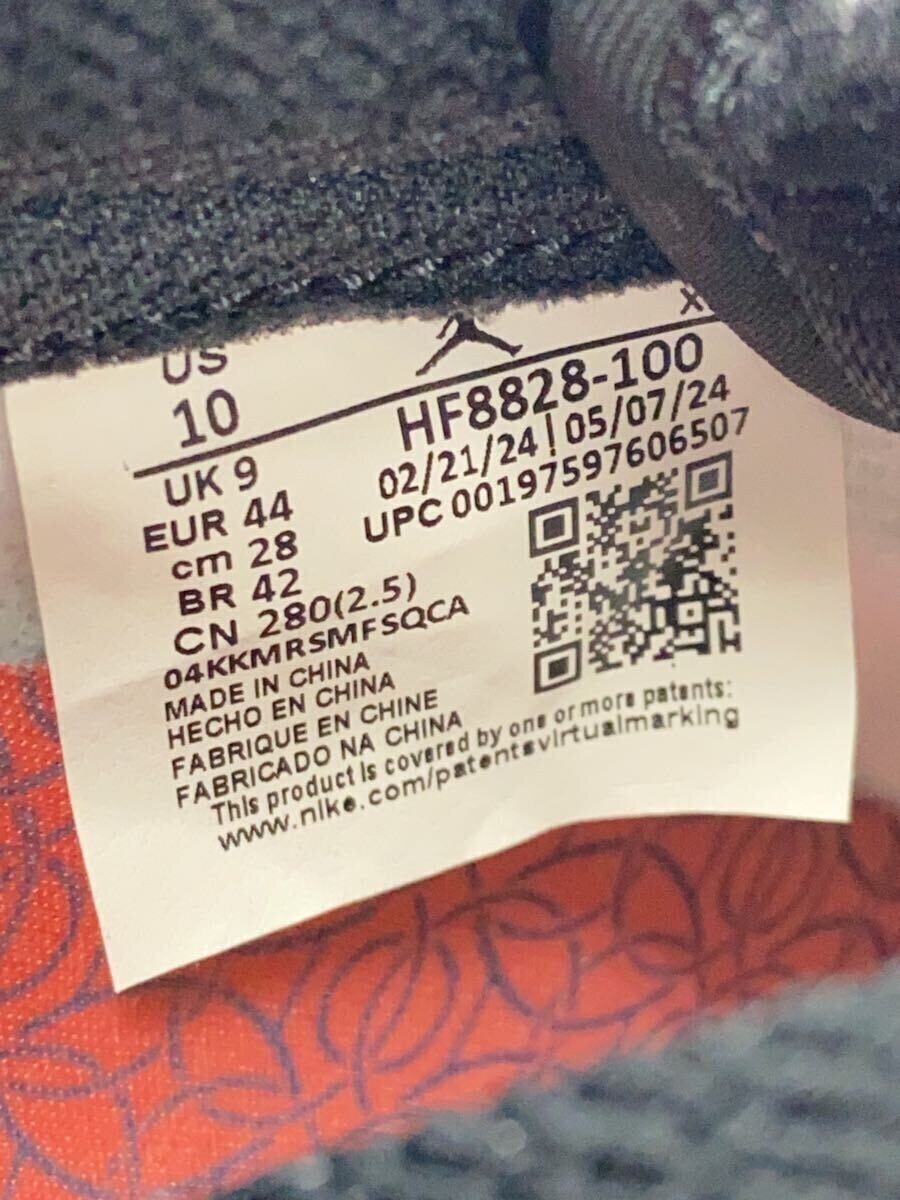 US
10
UK 9
EUR 44
cm 28
BR 42
CN 280(2.5)
04KKMRSMFSQCA
MADE IN CHINA
HECHO EN CHINA
FABRIQUE EN CHINE
FABRICADO NA CHINA
HF8828-100
02/21/24 | 05/07/24
UPC 00197597606507
This product is covered by one or more patents:
www.nike.com/patentsvirtualmarking